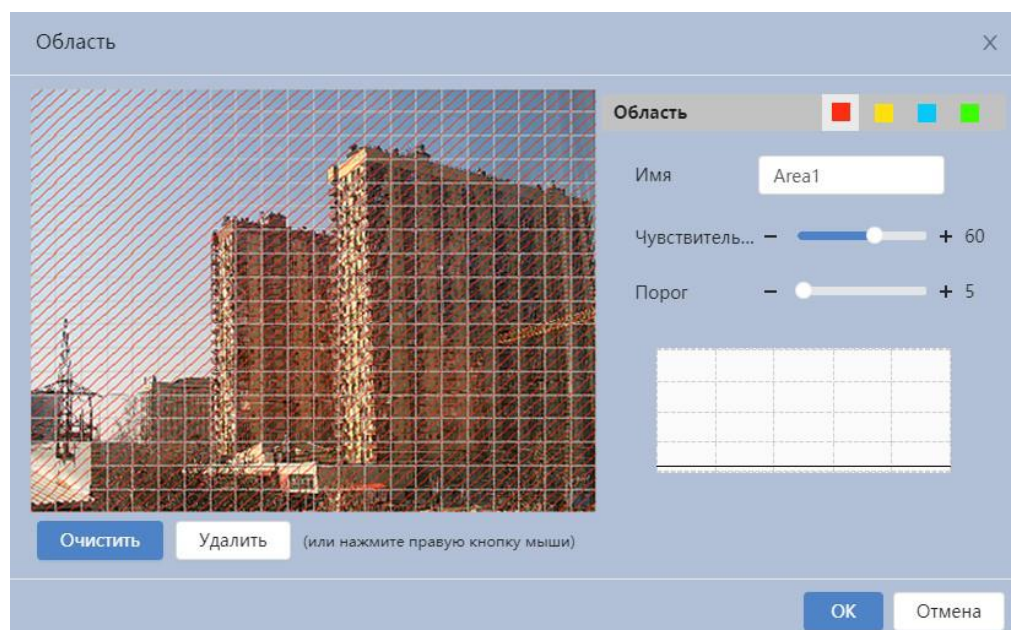 Область
X
Область
Имя
Area1
Чувствитель... − + 60
Порог − + 5
Очистить
Удалить
(или нажмите правую кнопку мыши)
OK
Отмена